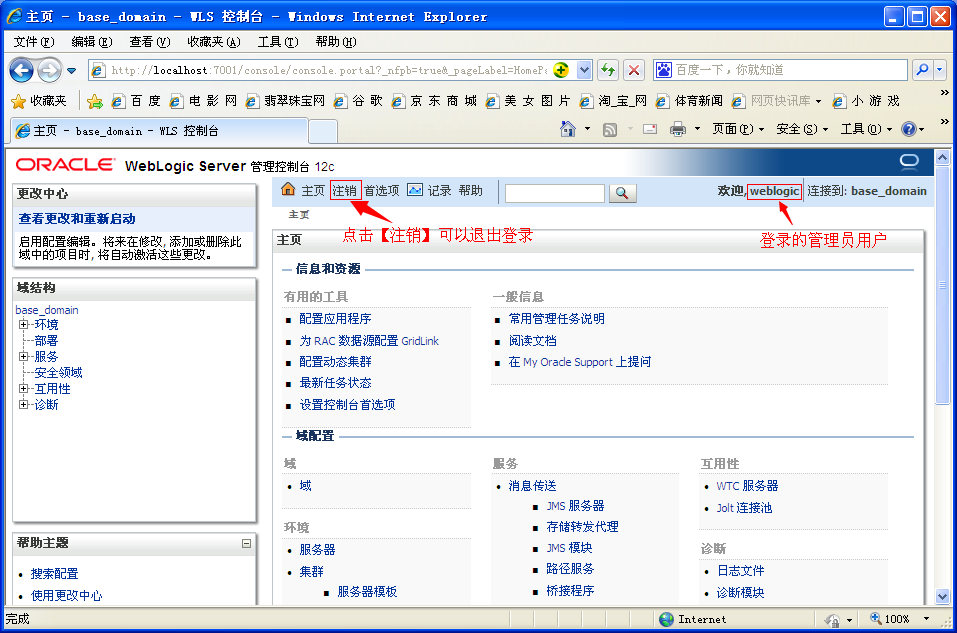 主页 - base_domain - WLS 控制台 - Windows Internet Explorer
文件(F) 编辑(E) 查看(V) 收藏夹(A) 工具(T) 帮助(H)
http://localhost:7001/console/console.portal?_nfpb=true&_pageLabel=HomePa
百度一下,你就知道
收藏夹 百 度 电 影 网 翡翠珠宝网 谷 歌 京 东 商 城 美 女 图 片 淘_宝_网 体育新闻 网页快讯库 小 游 戏
主页 - base_domain - WLS 控制台
页面(P) 安全(S) 工具(O)
ORACLE WebLogic Server 管理控制台 12c
更改中心
查看更改和重新启动
启用配置编辑。将来在修改,添加或删除此
域中的项目时,将自动激活这些更改。
域结构
base_domain
环境
部署
服务
安全领域
互用性
诊断
帮助主题
搜索配置
使用更改中心
主页 注销 首选项 记录 帮助
欢迎,weblogic 连接到: base_domain
主页
点击【注销】可以退出登录
登录的管理员用户
主页
信息和资源
有用的工具
配置应用程序
为 RAC 数据源配置 GridLink
配置动态集群
最新任务状态
设置控制台首选项
一般信息
常用管理任务说明
阅读文档
在 My Oracle Support 上提问
域配置
域
域
环境
服务器
集群
服务器模板
服务
消息传送
JMS 服务器
存储转发代理
JMS 模块
路径服务
桥接程序
互用性
WTC 服务器
Jolt 连接池
诊断
日志文件
诊断模块
完成
Internet
100%